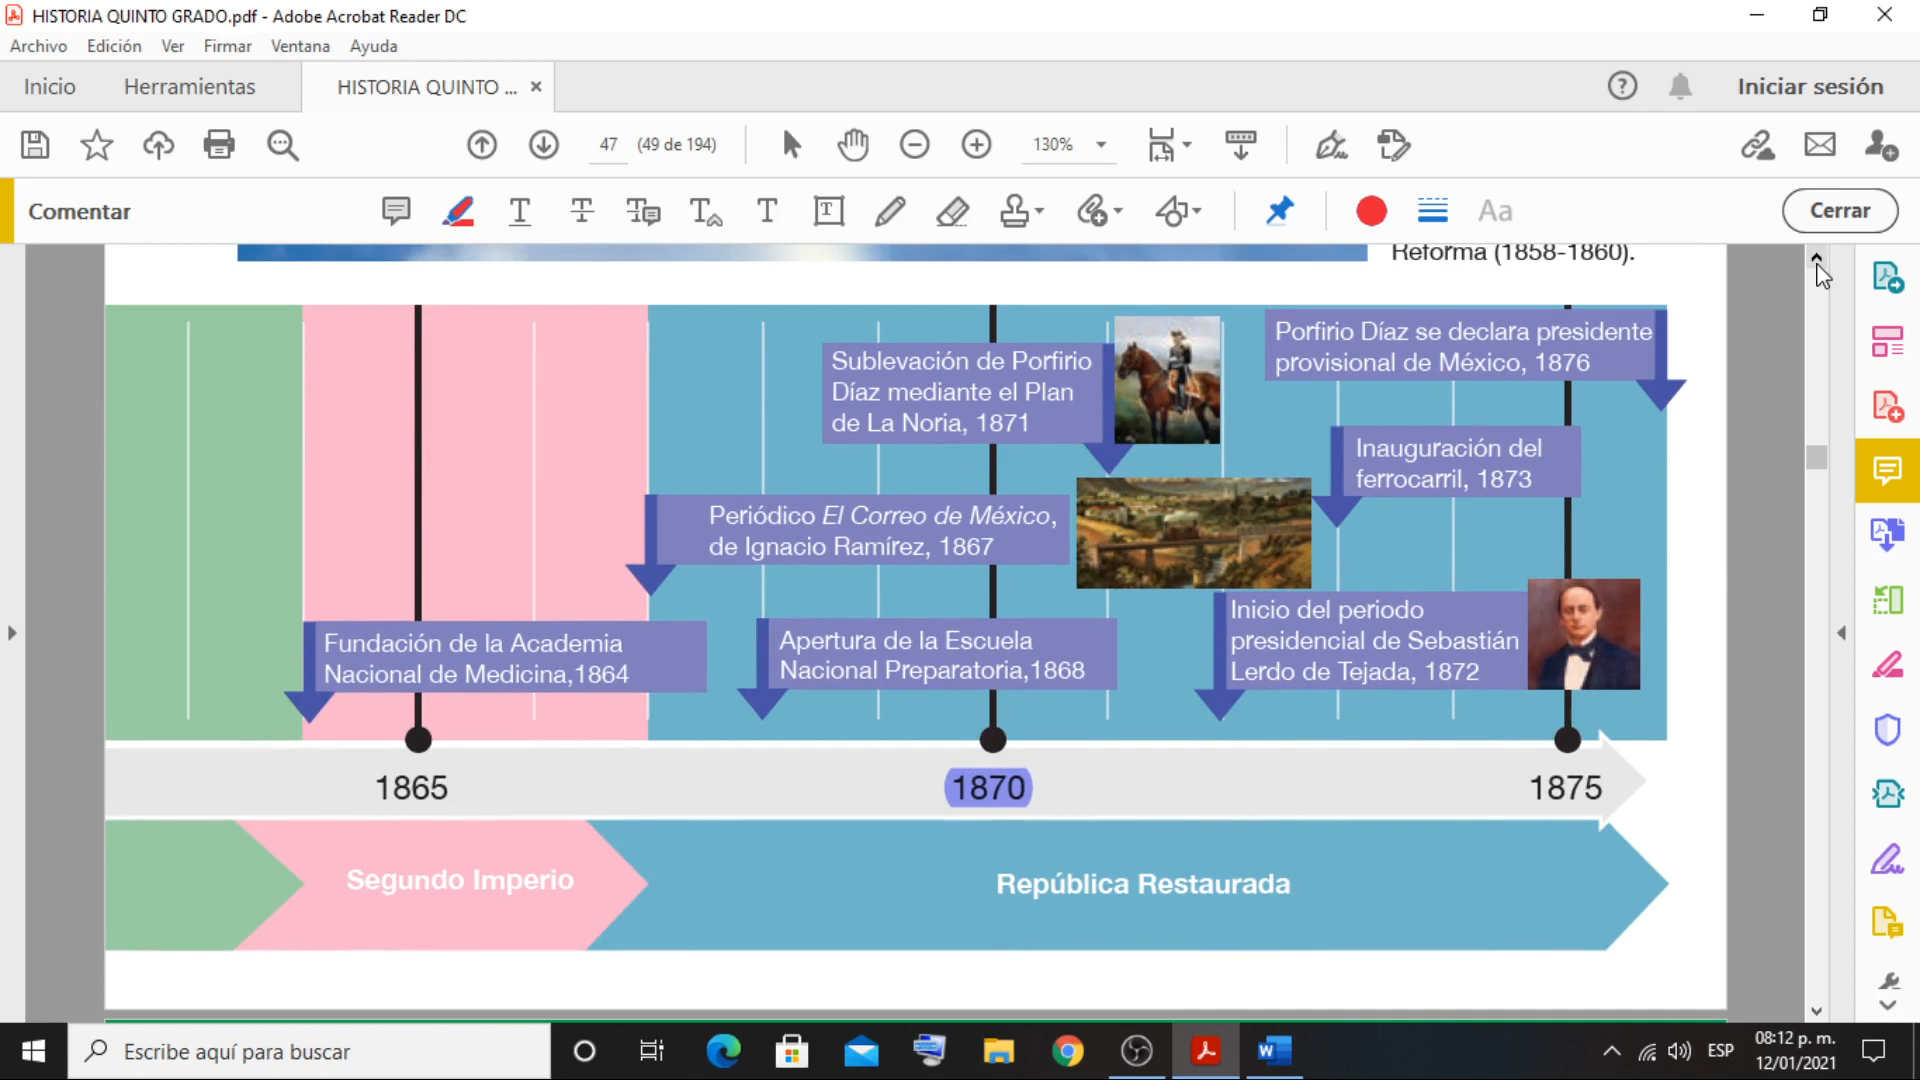 HISTORIA QUINTO GRADO.pdf - Adobe Acrobat Reader DC
Archivo Edición Ver Firmar Ventana Ayuda
Inicio Herramientas HISTORIA QUINTO ... × Iniciar sesión
47 (49 de 194) 130%
Comentar Aa Cerrar
Reforma (1858-1860).
Porfirio Díaz se declara presidente
provisional de México, 1876
Sublevación de Porfirio
Díaz mediante el Plan
de La Noria, 1871
Inauguración del
ferrocarril, 1873
Periódico El Correo de México,
de Ignacio Ramírez, 1867
Inicio del periodo
presidencial de Sebastián
Lerdo de Tejada, 1872
Fundación de la Academia
Nacional de Medicina,1864
Apertura de la Escuela
Nacional Preparatoria,1868
1865 1870 1875
Segundo Imperio República Restaurada
Escribe aquí para buscar
ESP
08:12 p. m.
12/01/2021